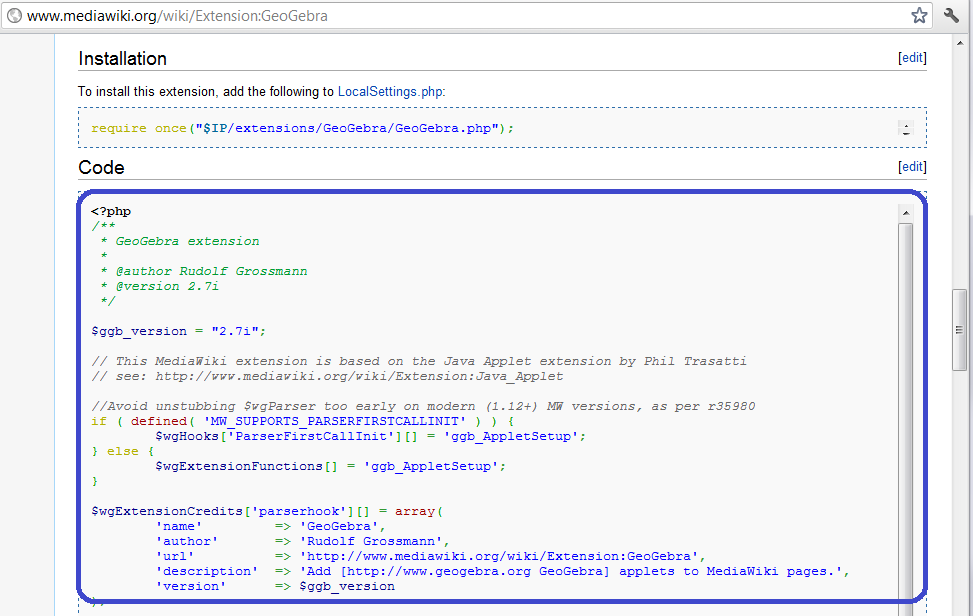 www.mediawiki.org/wiki/Extension:GeoGebra
Installation [edit]
To install this extension, add the following to LocalSettings.php:
require once("$IP/extensions/GeoGebra/GeoGebra.php");
Code [edit]
<?php
/**
 * GeoGebra extension
 *
 * @author Rudolf Grossmann
 * @version 2.7i
 */
$ggb_version = "2.7i";
// This MediaWiki extension is based on the Java Applet extension by Phil Trasatti
// see: http://www.mediawiki.org/wiki/Extension:Java_Applet
//Avoid unstubbing $wgParser too early on modern (1.12+) MW versions, as per r35980
if ( defined( 'MW_SUPPORTS_PARSERFIRSTCALLINIT' ) ) {
        $wgHooks['ParserFirstCallInit'][] = 'ggb_AppletSetup';
} else {
        $wgExtensionFunctions[] = 'ggb_AppletSetup';
}
$wgExtensionCredits['parserhook'][] = array(
        'name'         => 'GeoGebra',
        'author'       => 'Rudolf Grossmann',
        'url'          => 'http://www.mediawiki.org/wiki/Extension:GeoGebra',
        'description'  => 'Add [http://www.geogebra.org GeoGebra] applets to MediaWiki pages.',
        'version'      => $ggb_version
);